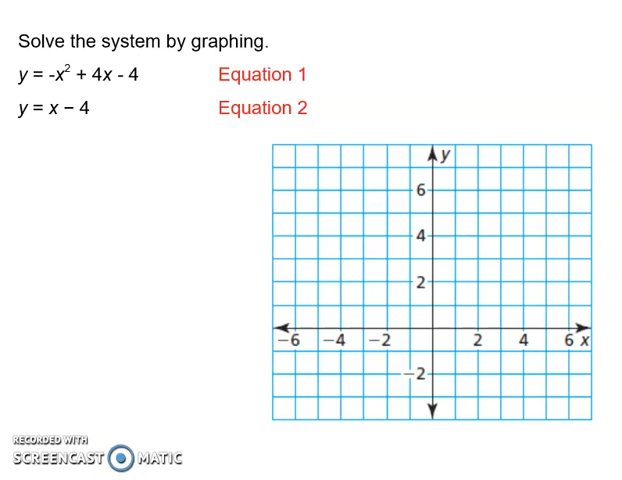 Solve the system by graphing.
y = -x² + 4x - 4 Equation 1
y = x − 4 Equation 2
y
6
4
2
−6 −4 −2 2 4 6 x
−2
RECORDED WITH
SCREENCAST MATIC